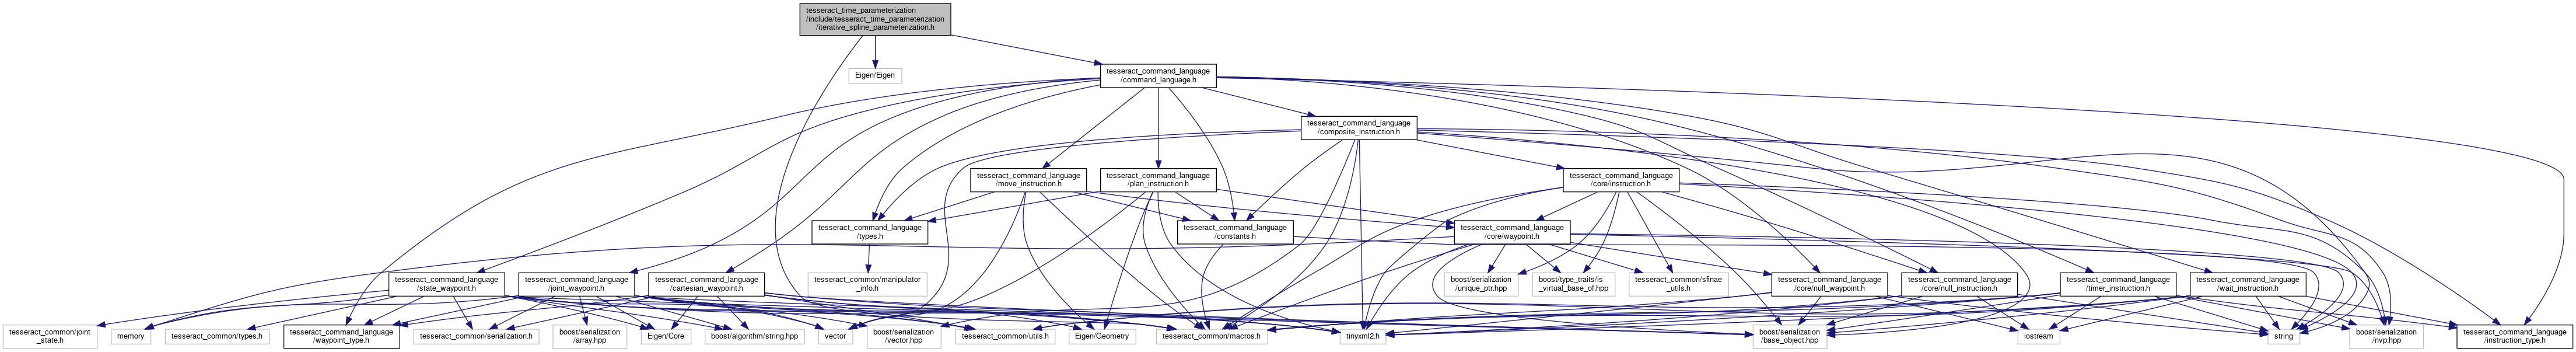 tesseract_time_parameterization
/include/tesseract_time_parameterization
/iterative_spline_parameterization.h
Eigen/Eigen
tesseract_command_language
/command_language.h
tesseract_command_language
/composite_instruction.h
tesseract_command_language
/move_instruction.h
tesseract_command_language
/plan_instruction.h
tesseract_command_language
/core/instruction.h
tesseract_command_language
/types.h
tesseract_command_language
/constants.h
tesseract_command_language
/core/waypoint.h
tesseract_common/manipulator
_info.h
boost/serialization
/unique_ptr.hpp
boost/type_traits/is
_virtual_base_of.hpp
tesseract_common/sfinae
_utils.h
tesseract_command_language
/state_waypoint.h
tesseract_command_language
/joint_waypoint.h
tesseract_command_language
/cartesian_waypoint.h
tesseract_command_language
/core/null_waypoint.h
tesseract_command_language
/core/null_instruction.h
tesseract_command_language
/timer_instruction.h
tesseract_command_language
/wait_instruction.h
tesseract_common/joint
_state.h
memory
tesseract_common/types.h
tesseract_command_language
/waypoint_type.h
tesseract_common/serialization.h
boost/serialization
/array.hpp
Eigen/Core
boost/algorithm/string.hpp
vector
boost/serialization
/vector.hpp
tesseract_common/utils.h
Eigen/Geometry
tesseract_common/macros.h
tinyxml2.h
boost/serialization
/base_object.hpp
iostream
string
boost/serialization
/nvp.hpp
tesseract_command_language
/instruction_type.h